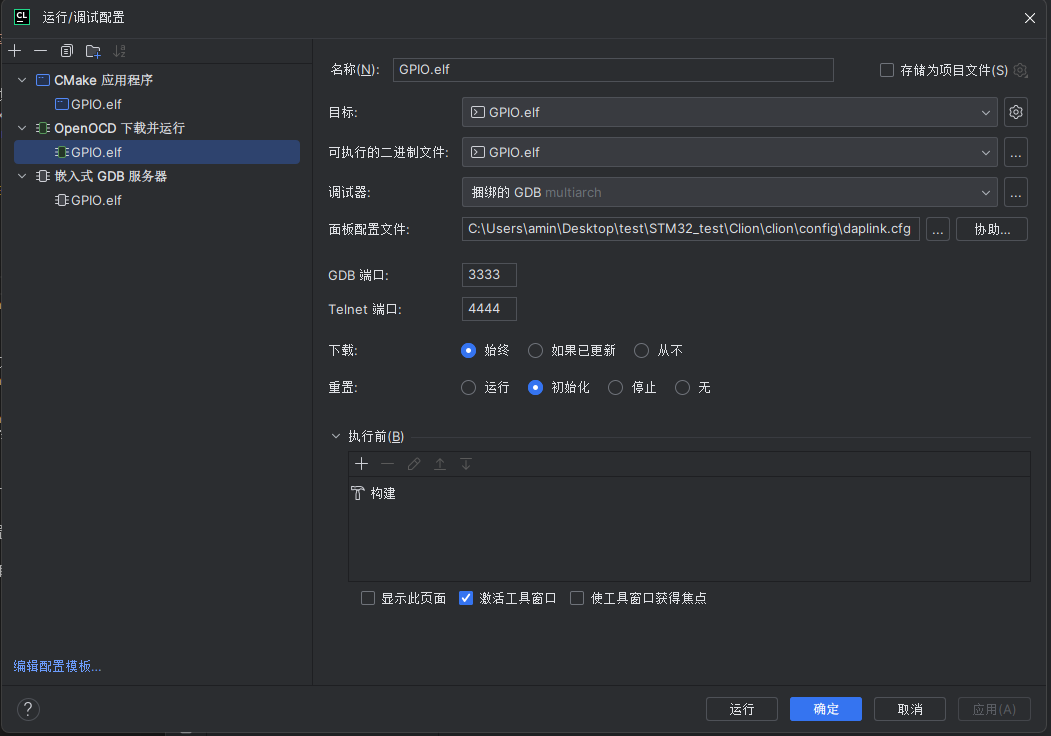 CL 运行/调试配置
CMake 应用程序
GPIO.elf
OpenOCD 下载并运行
GPIO.elf
嵌入式 GDB 服务器
GPIO.elf
编辑配置模板...
名称(N): GPIO.elf 存储为项目文件(S)
目标: GPIO.elf
可执行的二进制文件: GPIO.elf ...
调试器: 捆绑的 GDB multiarch ...
面板配置文件: C:\Users\amin\Desktop\test\STM32_test\Clion\clion\config\daplink.cfg ... 协助...
GDB 端口: 3333
Telnet 端口: 4444
下载: 始终 如果已更新 从不
重置: 运行 初始化 停止 无
执行前(B)
构建
显示此页面 激活工具窗口 使工具窗口获得焦点
? 运行 确定 取消 应用(A)